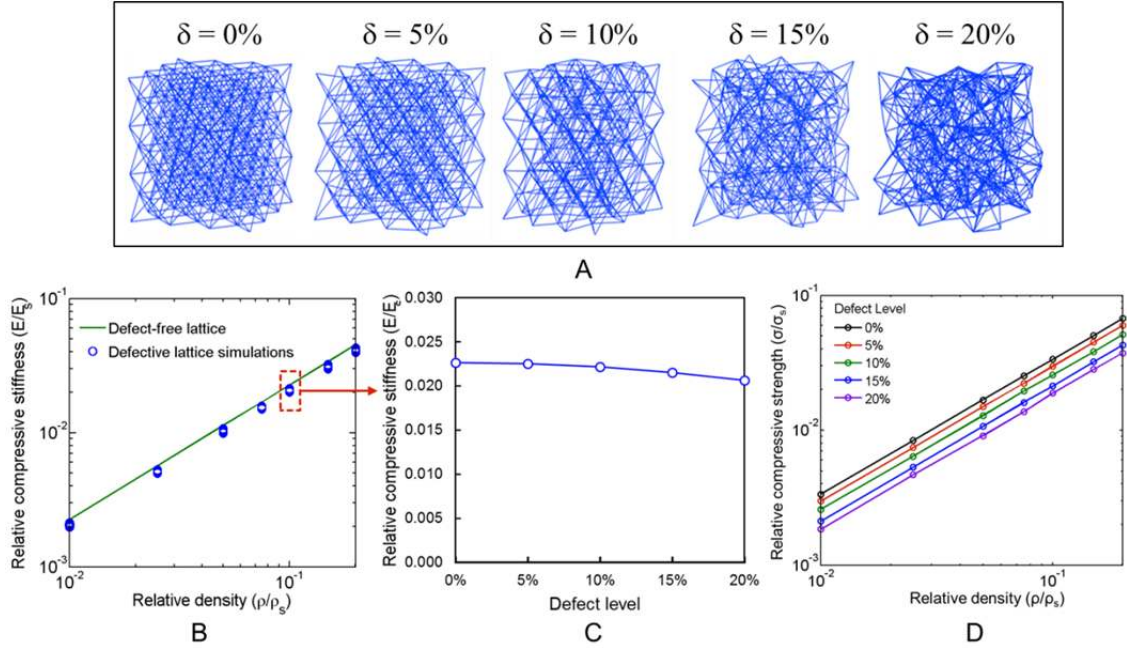 δ = 0% δ = 5% δ = 10% δ = 15% δ = 20%
A
Relative compressive stiffness (E/Es)
10-1
10-2
10-3
Defect-free lattice
Defective lattice simulations
10-2 10-1
Relative density (ρ/ρs)
B
Relative compressive stiffness (E/Es)
0.030
0.025
0.020
0.015
0.010
0.005
0.000
0% 5% 10% 15% 20%
Defect level
C
Relative compressive strength (σ/σs)
10-1
10-2
10-3
Defect Level
0%
5%
10%
15%
20%
10-2 10-1
Relative density (ρ/ρs)
D